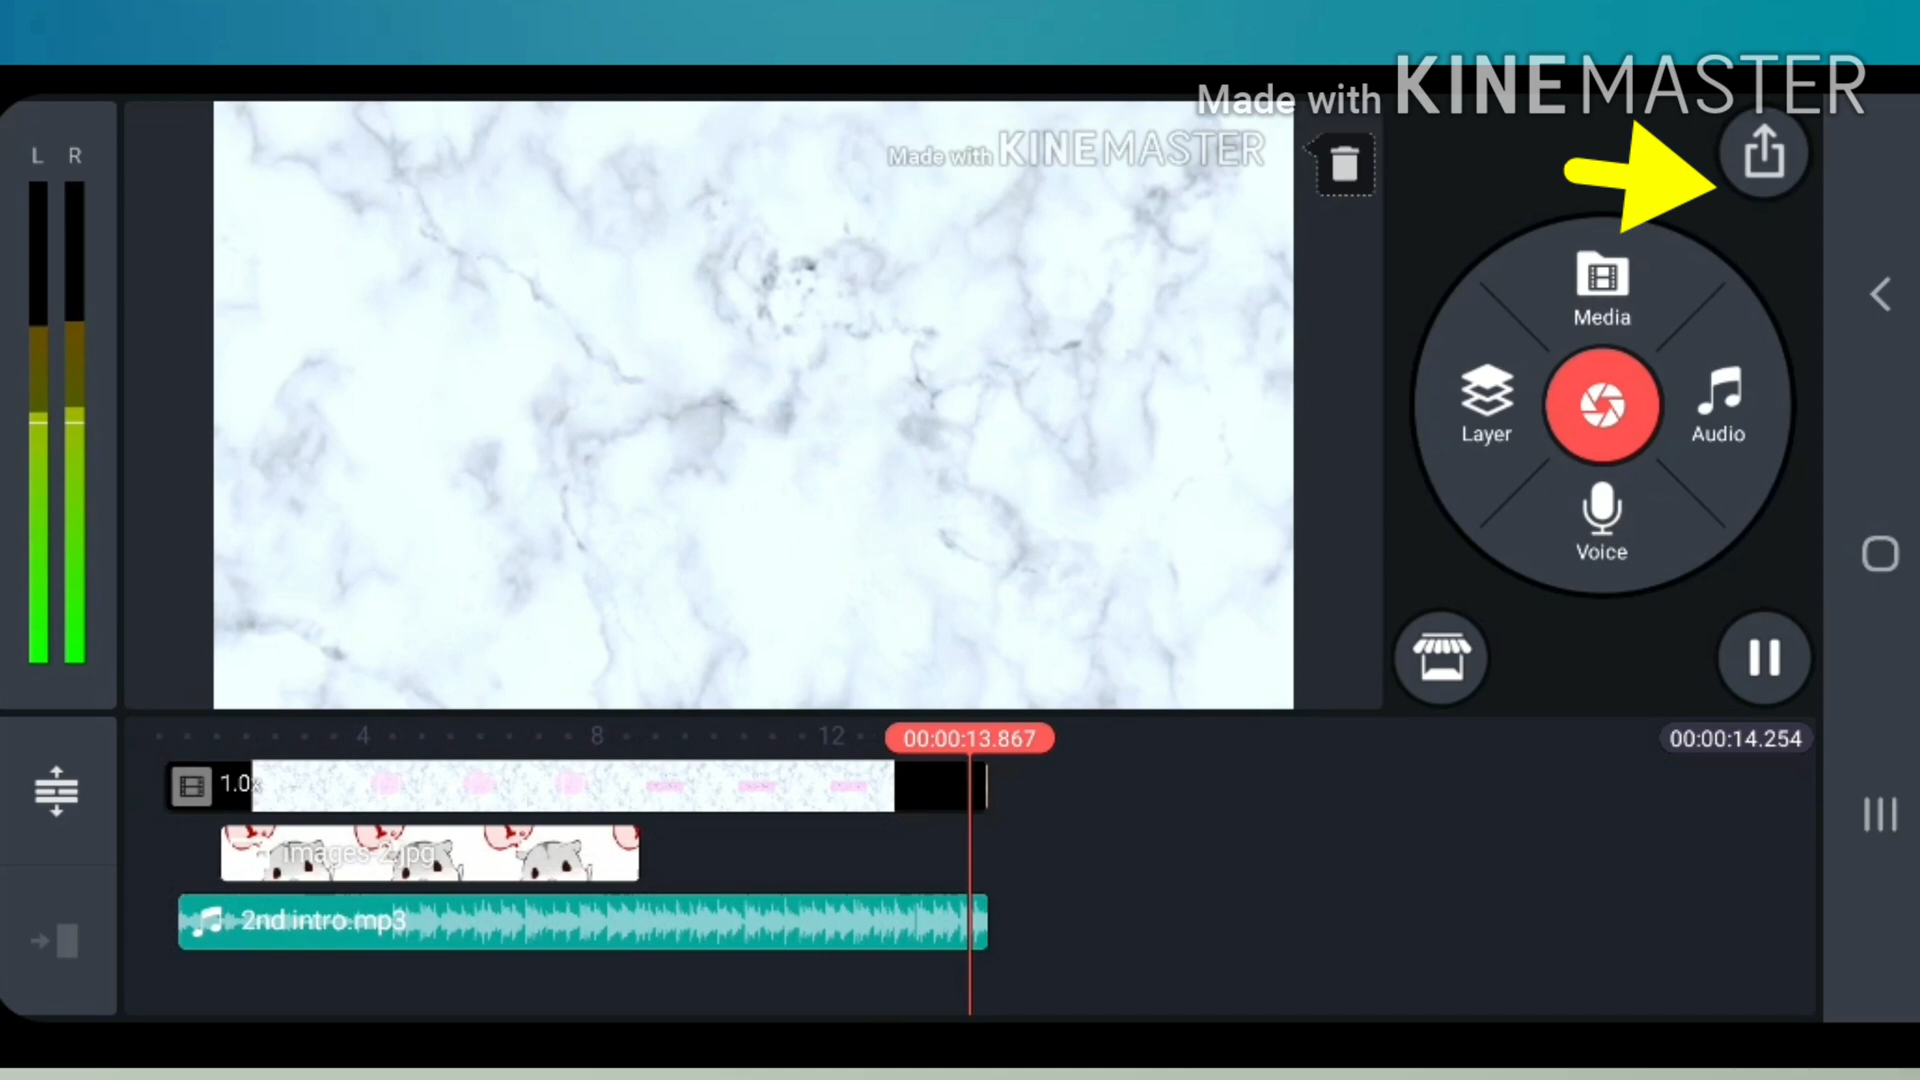 Made with KINEMASTER
L R
Made with KINEMASTER
Media
Layer
Audio
Voice
4 8 12 00:00:13.867 00:00:14.254
1.0x
images-2.jpg
2nd intro.mp3